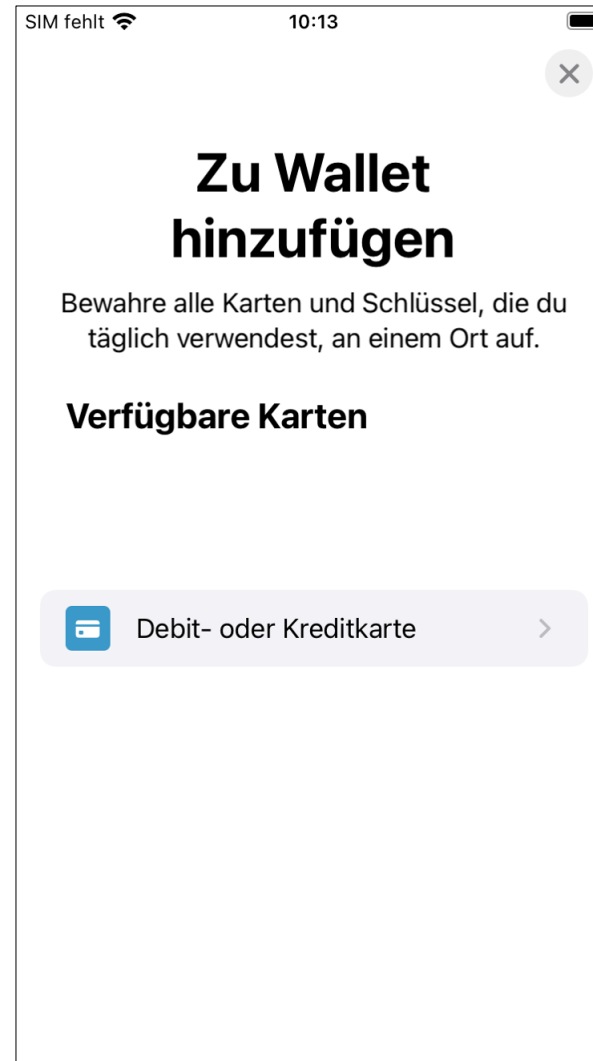 SIM fehlt 10:13
Zu Wallet
hinzufügen
Bewahre alle Karten und Schlüssel, die du
täglich verwendest, an einem Ort auf.
Verfügbare Karten
Debit- oder Kreditkarte